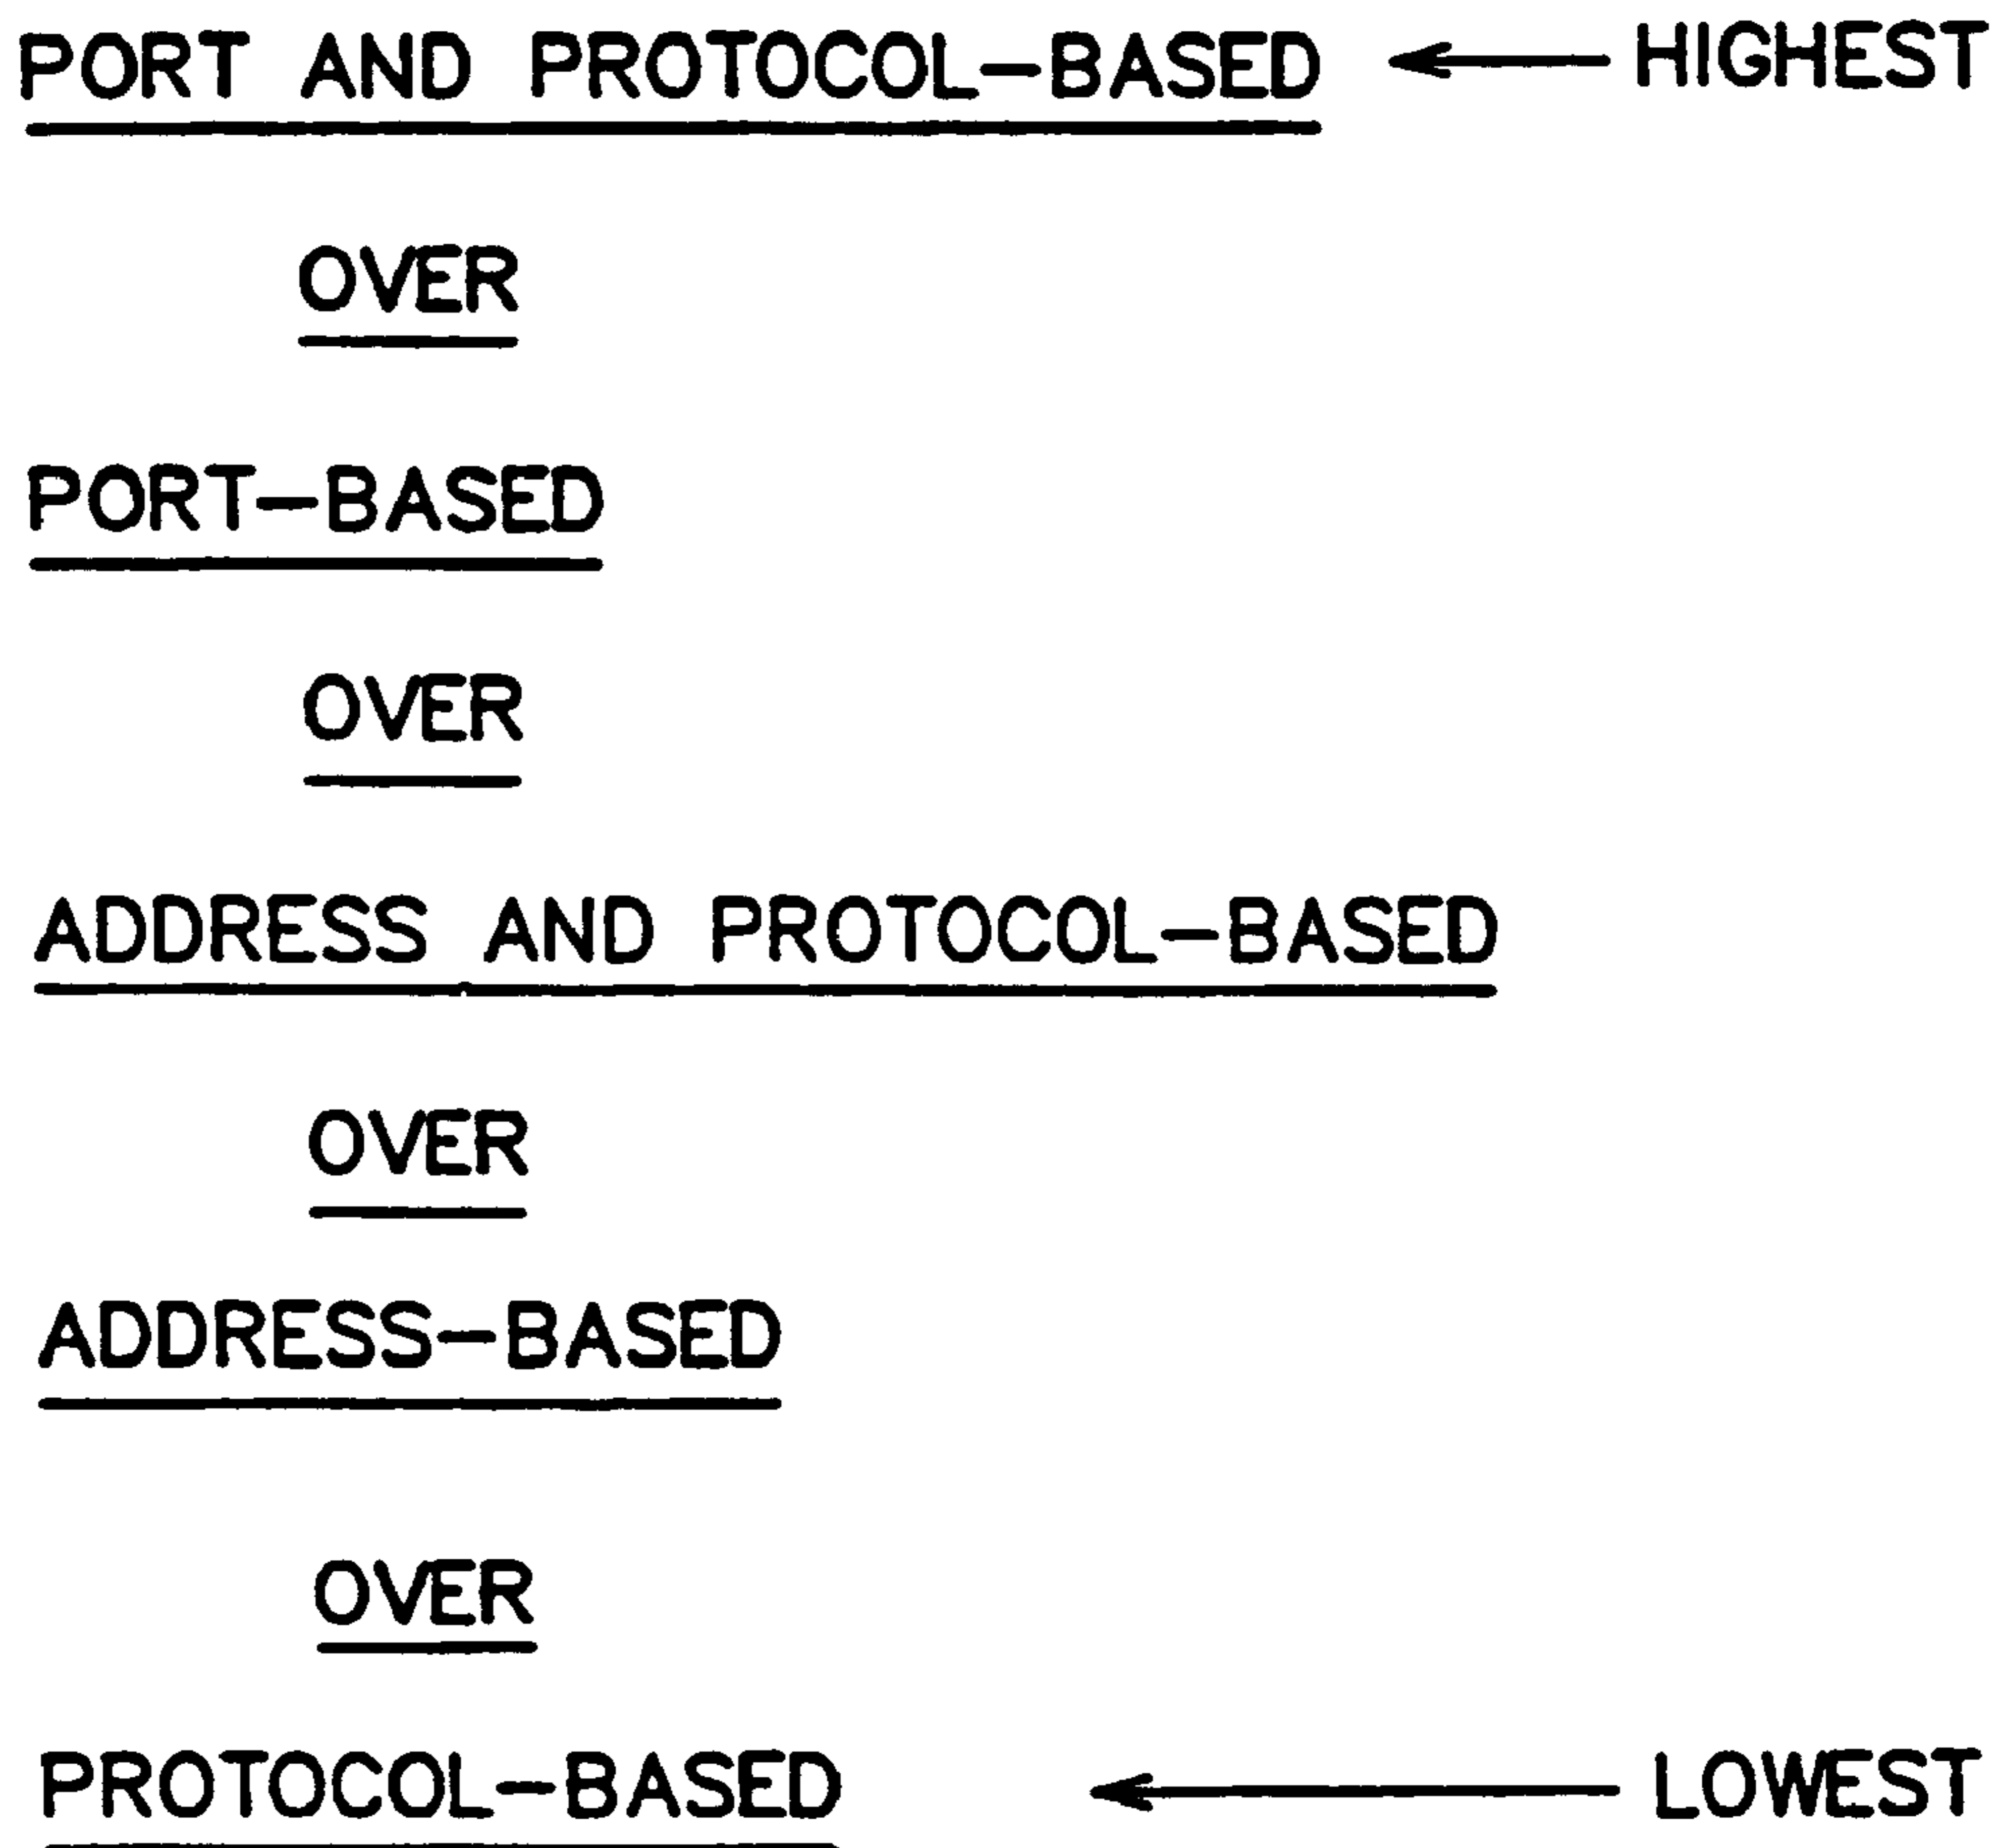 PORT AND PROTOCOL-BASED ← HIGHEST
OVER
PORT-BASED
OVER
ADDRESS AND PROTOCOL-BASED
OVER
ADDRESS-BASED
OVER
PROTOCOL-BASED ← LOWEST